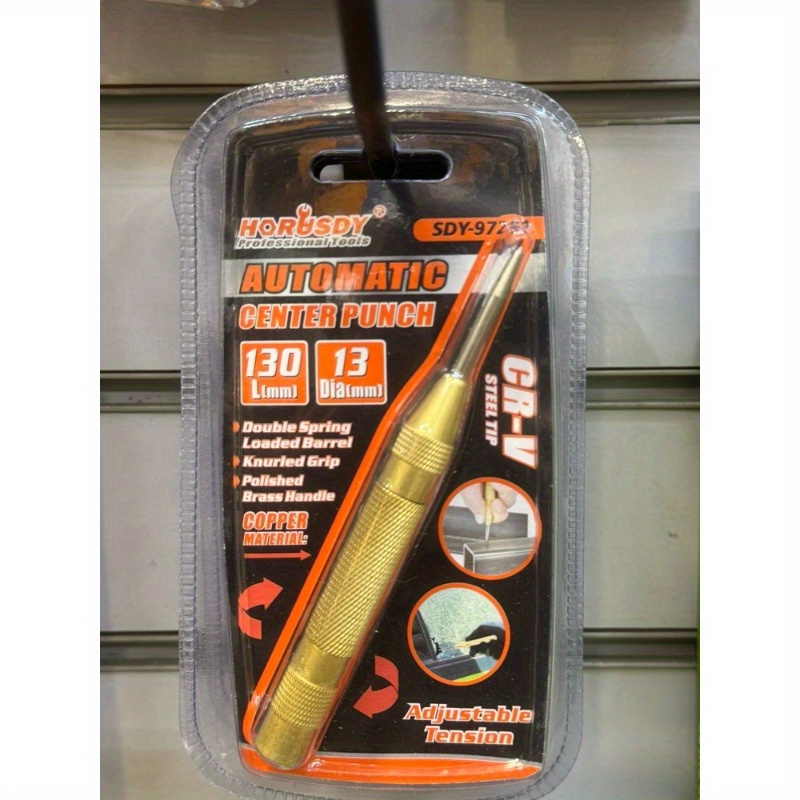 HORUSDY®
Professional Tools
AUTOMATIC
CENTER PUNCH
130
L(mm)
13
Dia(mm)
CR-V
STEEL TIP
Double Spring
Loaded Barrel
Knurled Grip
Polished
Brass Handle
COPPER
MATERIAL:
Adjustable
Tension